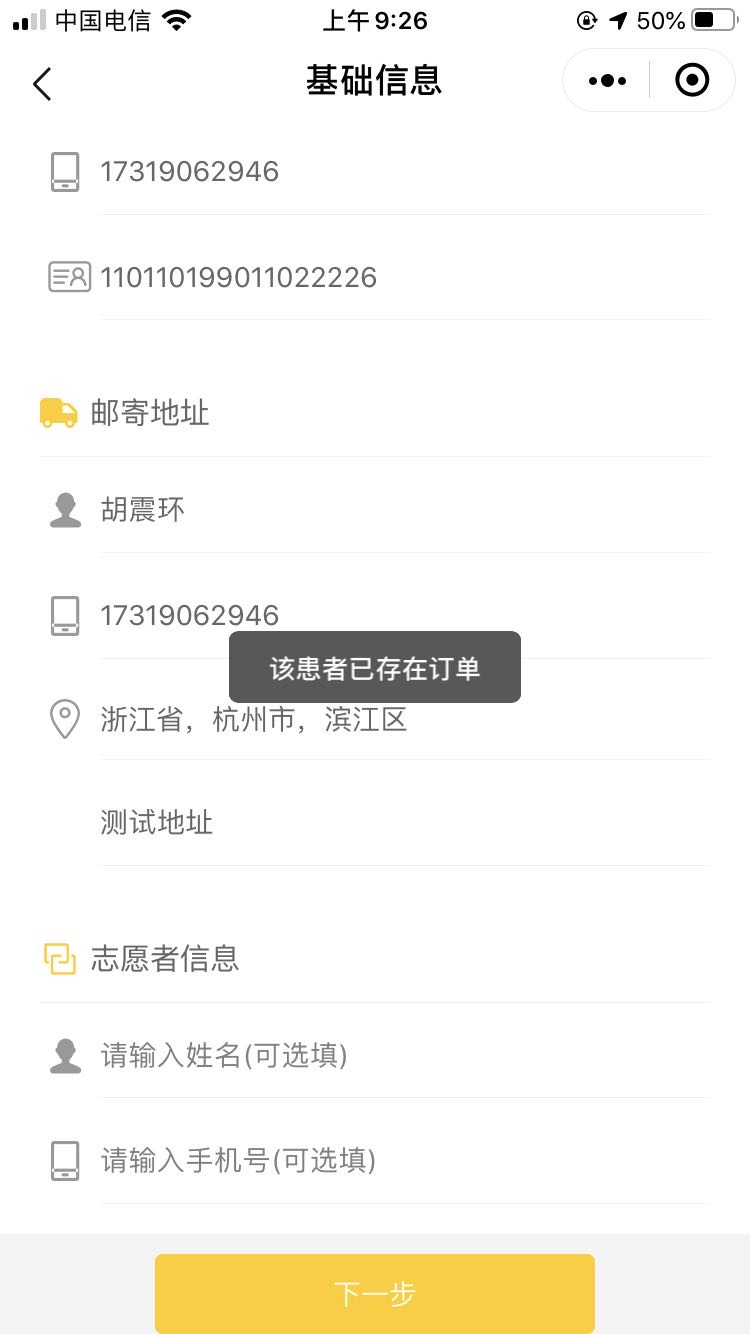 中国电信
上午9:26
50%
基础信息
17319062946
110110199011022226
邮寄地址
胡震环
17319062946
该患者已存在订单
浙江省，杭州市，滨江区
测试地址
志愿者信息
请输入姓名(可选填)
请输入手机号(可选填)
下一步